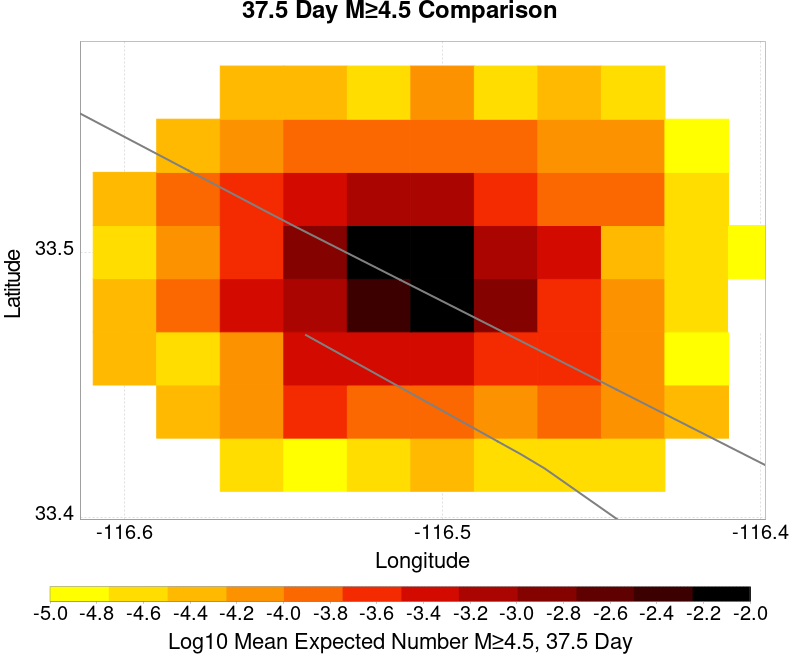 37.5 Day M≥4.5 Comparison
Latitude
33.5
33.4
-116.6 -116.5 -116.4
Longitude
-5.0 -4.8 -4.6 -4.4 -4.2 -4.0 -3.8 -3.6 -3.4 -3.2 -3.0 -2.8 -2.6 -2.4 -2.2 -2.0
Log10 Mean Expected Number M≥4.5, 37.5 Day